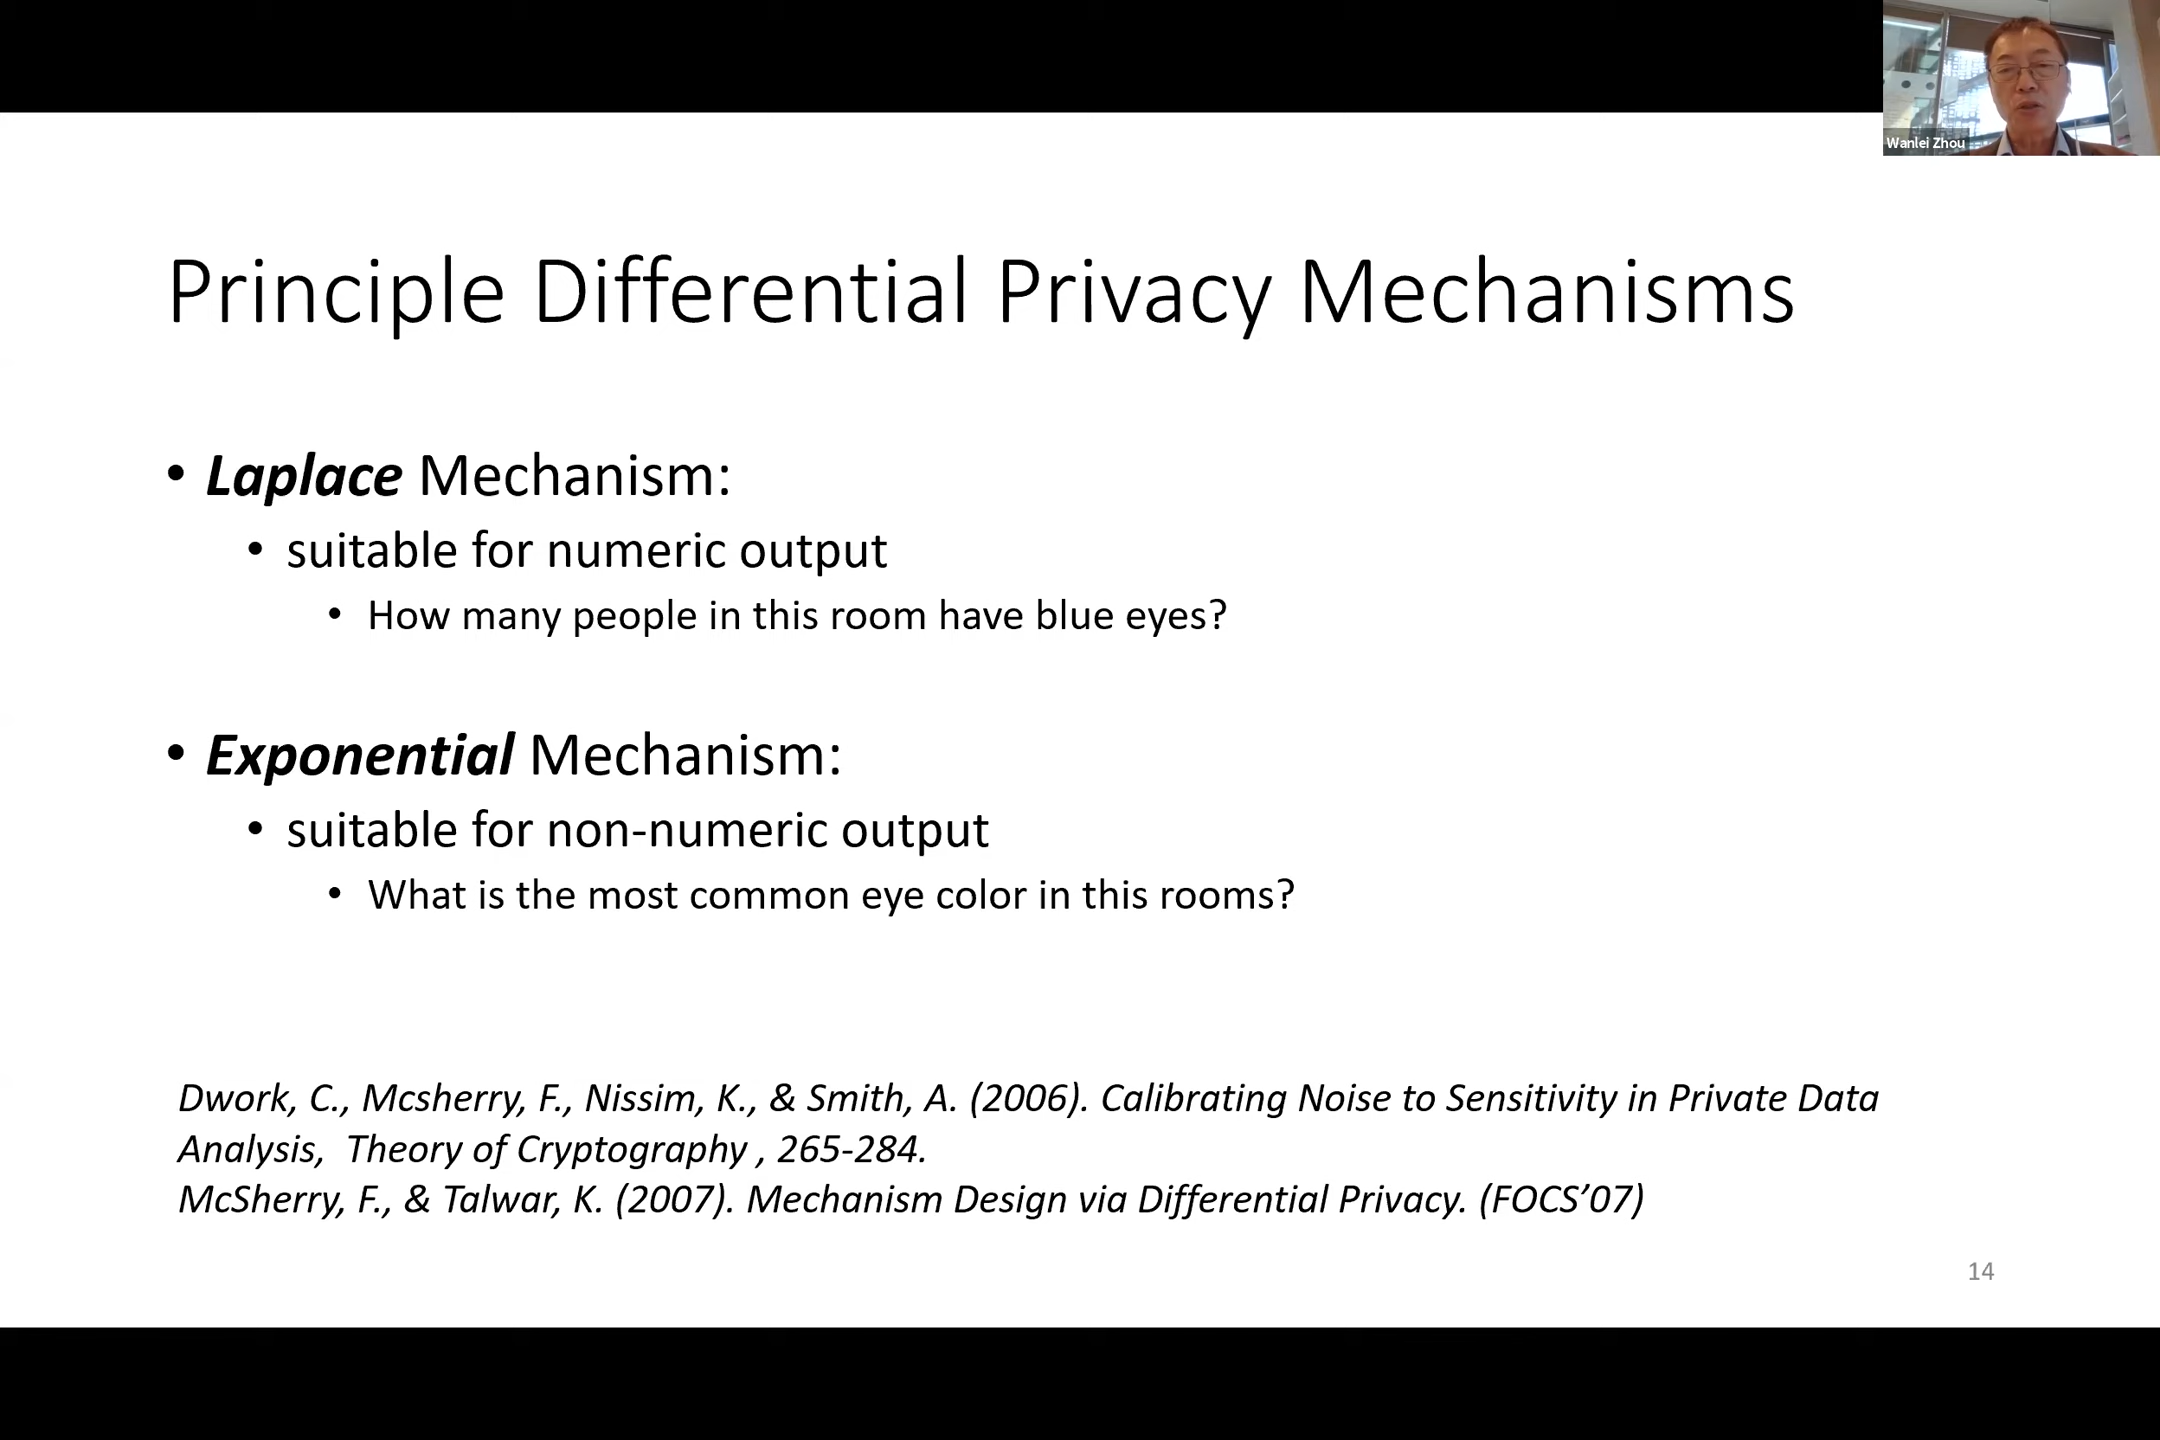 Wanlei Zhou
Principle Differential Privacy Mechanisms
• Laplace Mechanism:
• suitable for numeric output
• How many people in this room have blue eyes?
• Exponential Mechanism:
• suitable for non-numeric output
• What is the most common eye color in this rooms?
Dwork, C., Mcsherry, F., Nissim, K., & Smith, A. (2006). Calibrating Noise to Sensitivity in Private Data
Analysis,  Theory of Cryptography , 265-284.
McSherry, F., & Talwar, K. (2007). Mechanism Design via Differential Privacy. (FOCS’07)
14